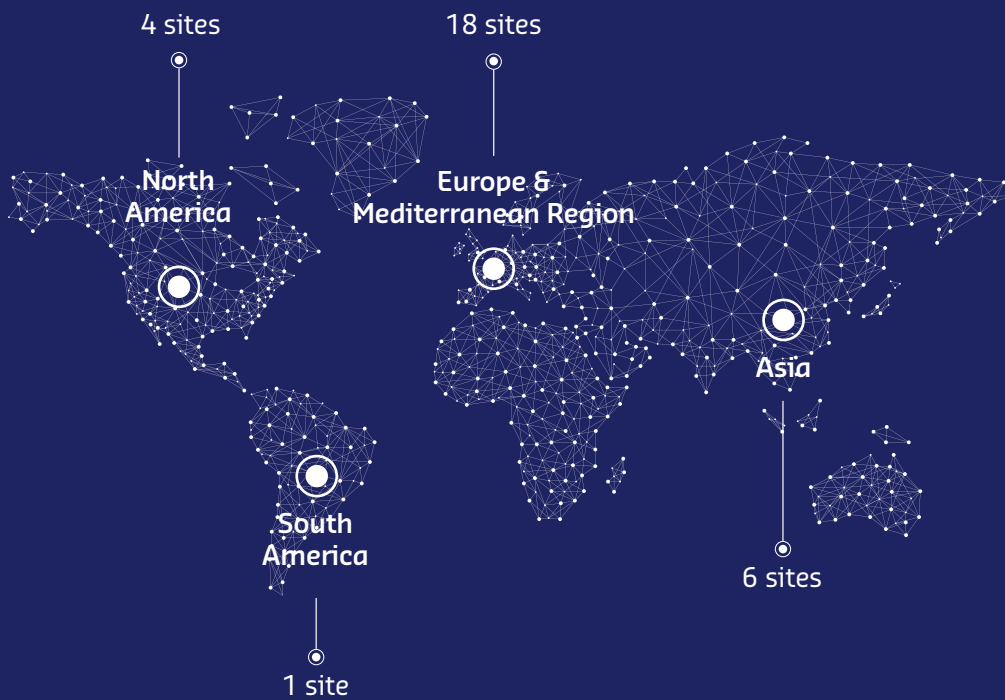 4 sites
18 sites
North
America
Europe &
Mediterranean Region
Asia
South
America
6 sites
1 site